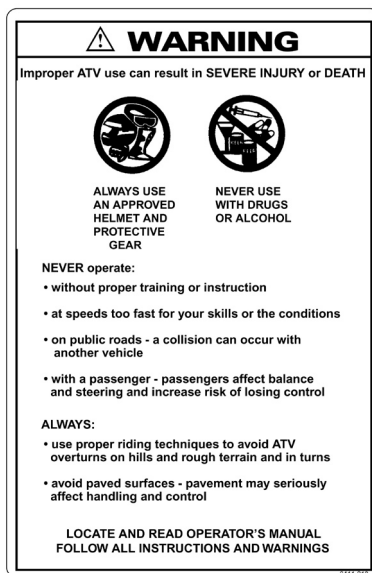 WARNING
Improper ATV use can result in SEVERE INJURY or DEATH
ALWAYS USE
AN APPROVED
HELMET AND
PROTECTIVE
GEAR
NEVER USE
WITH DRUGS
OR ALCOHOL
NEVER operate:
• without proper training or instruction
• at speeds too fast for your skills or the conditions
• on public roads - a collision can occur with
another vehicle
• with a passenger - passengers affect balance
and steering and increase risk of losing control
ALWAYS:
• use proper riding techniques to avoid ATV
overturns on hills and rough terrain and in turns
• avoid paved surfaces - pavement may seriously
affect handling and control
LOCATE AND READ OPERATOR'S MANUAL
FOLLOW ALL INSTRUCTIONS AND WARNINGS